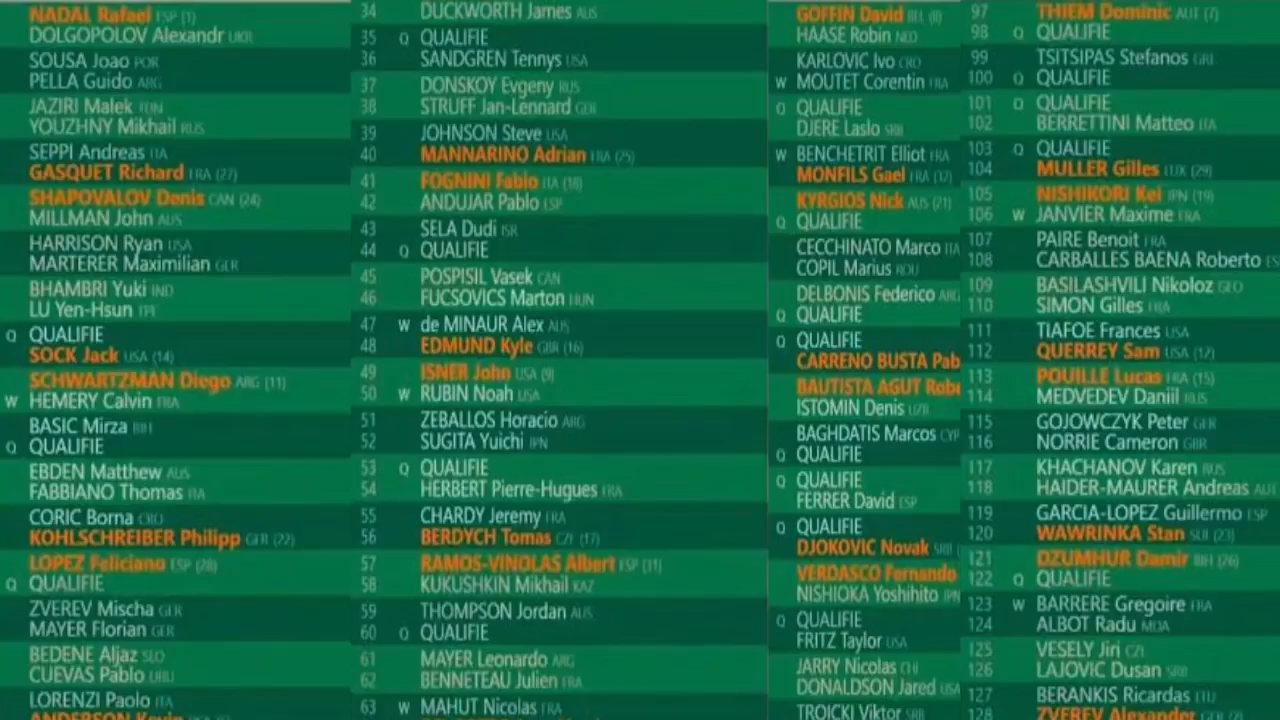 NADAL Rafael ESP (1)
DOLGOPOLOV Alexandr UKR
SOUSA Joao POR
PELLA Guido ARG
JAZIRI Malek TUN
YOUZHNY Mikhail RUS
SEPPI Andreas ITA
GASQUET Richard FRA (27)
SHAPOVALOV Denis CAN (24)
MILLMAN John AUS
HARRISON Ryan USA
MARTERER Maximilian GER
BHAMBRI Yuki IND
LU Yen-Hsun TPE
Q QUALIFIE
SOCK Jack USA (14)
SCHWARTZMAN Diego ARG (11)
W HEMERY Calvin FRA
BASIC Mirza BIH
Q QUALIFIE
EBDEN Matthew AUS
FABBIANO Thomas ITA
CORIC Borna CRO
KOHLSCHREIBER Philipp GER (22)
LOPEZ Feliciano ESP (28)
Q QUALIFIE
ZVEREV Mischa GER
MAYER Florian GER
BEDENE Aljaz SLO
CUEVAS Pablo URU
LORENZI Paolo ITA
ANDERSON Kevin
34 DUCKWORTH James AUS
35 Q QUALIFIE
36 SANDGREN Tennys USA
37 DONSKOY Evgeny RUS
38 STRUFF Jan-Lennard GER
39 JOHNSON Steve USA
40 MANNARINO Adrian FRA (25)
41 FOGNINI Fabio ITA (18)
42 ANDUJAR Pablo ESP
43 SELA Dudi ISR
44 Q QUALIFIE
45 POSPISIL Vasek CAN
46 FUCSOVICS Marton HUN
47 W de MINAUR Alex AUS
48 EDMUND Kyle GBR (16)
49 ISNER John USA (9)
50 W RUBIN Noah USA
51 ZEBALLOS Horacio ARG
52 SUGITA Yuichi JPN
53 Q QUALIFIE
54 HERBERT Pierre-Hugues FRA
55 CHARDY Jeremy FRA
56 BERDYCH Tomas CZE (17)
57 RAMOS-VINOLAS Albert ESP (31)
58 KUKUSHKIN Mikhail KAZ
59 THOMPSON Jordan AUS
60 Q QUALIFIE
61 MAYER Leonardo ARG
62 BENNETEAU Julien FRA
63 W MAHUT Nicolas FRA
GOFFIN David BEL (8)
HAASE Robin NED
KARLOVIC Ivo CRO
W MOUTET Corentin FRA
Q QUALIFIE
DJERE Laslo SRB
W BENCHETRIT Elliot FRA
MONFILS Gael FRA (32)
KYRGIOS Nick AUS (21)
Q QUALIFIE
CECCHINATO Marco ITA
COPIL Marius ROU
DELBONIS Federico ARG
Q QUALIFIE
Q QUALIFIE
CARRENO BUSTA Pab
BAUTISTA AGUT Robe
ISTOMIN Denis UZB
BAGHDATIS Marcos CYP
Q QUALIFIE
Q QUALIFIE
FERRER David ESP
Q QUALIFIE
DJOKOVIC Novak SRB (
VERDASCO Fernando
NISHIOKA Yoshihito JPN
Q QUALIFIE
FRITZ Taylor USA
JARRY Nicolas CHI
DONALDSON Jared USA
TROICKI Viktor SRB
97 THIEM Dominic AUT (7)
98 Q QUALIFIE
99 TSITSIPAS Stefanos GRE
100 Q QUALIFIE
101 Q QUALIFIE
102 BERRETTINI Matteo ITA
103 Q QUALIFIE
104 MULLER Gilles LUX (29)
105 NISHIKORI Kei JPN (19)
106 W JANVIER Maxime FRA
107 PAIRE Benoit FRA
108 CARBALLES BAENA Roberto ES
109 BASILASHVILI Nikoloz GEO
110 SIMON Gilles FRA
111 TIAFOE Frances USA
112 QUERREY Sam USA (12)
113 POUILLE Lucas FRA (15)
114 MEDVEDEV Daniil RUS
115 GOJOWCZYK Peter GER
116 NORRIE Cameron GBR
117 KHACHANOV Karen RUS
118 HAIDER-MAURER Andreas AUT
119 GARCIA-LOPEZ Guillermo ESP
120 WAWRINKA Stan SUI (23)
121 DZUMHUR Damir BIH (26)
122 Q QUALIFIE
123 W BARRERE Gregoire FRA
124 ALBOT Radu MDA
125 VESELY Jiri CZE
126 LAJOVIC Dusan SRB
127 BERANKIS Ricardas LTU
128 ZVEREV Alexander GER (2)